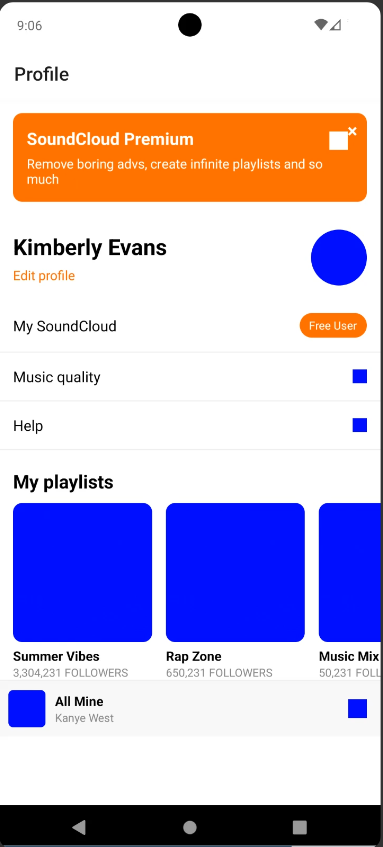 9:06
Profile
SoundCloud Premium
Remove boring advs, create infinite playlists and so
much
Kimberly Evans
Edit profile
My SoundCloud
Free User
Music quality
Help
My playlists
Summer Vibes
3,304,231 FOLLOWERS
Rap Zone
650,231 FOLLOWERS
Music Mix
50,231 FOLL
All Mine
Kanye West